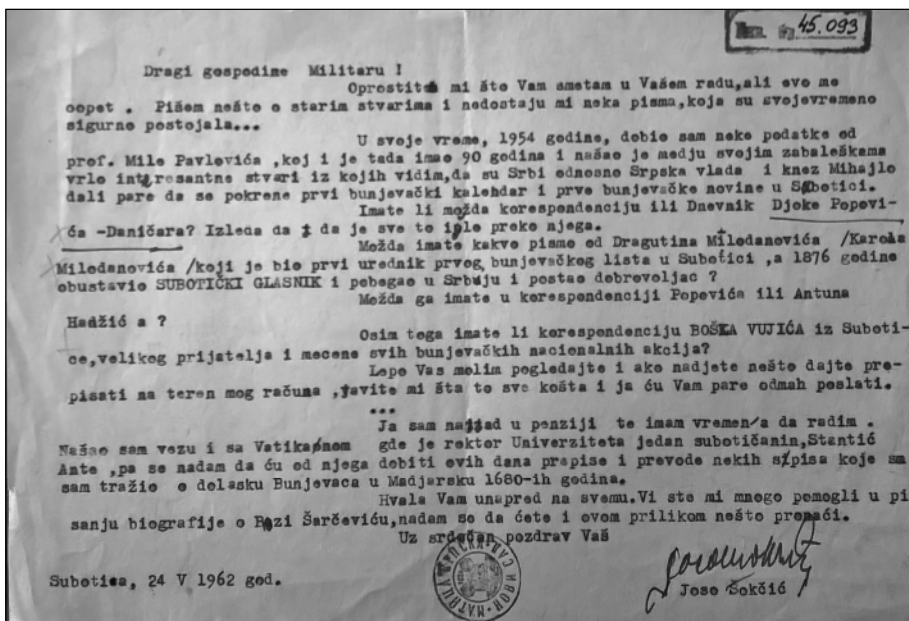 45.093
Dragi gospodine Militaru !
Oprostite mi što Vam smetam u Vašem radu,ali evo me
oopet . Pišem nešto o starim stvarima i nedostaju mi neka pisma,koja su svojevremeno
sigurno postojala...
U svoje vreme, 1954 godine, dobio sam neke podatke od
prof. Mile Pavlovića ,koj i je tada imao 90 godina i našao je medju svojim zabaleškama
vrlo interesantne stvari iz kojih vidim,da su Srbi odnosno Srpska vlada i knez Mihajlo
dali pare da se pokrene prvi bunjevački kalendar i prve bunjevačke novine u Subotici.
Imate li možda korespondenciju ili Dnevnik Djoke Popovi-
ća -Daničara? Izleda da je sve to išlo preko njega.
Možda imate kakvo pismo od Dragutina Milodanovića /Karola
Milodanovića /koji je bio prvi urednik prvog bunjevačkog lista u Subotici ,a 1876 godine
obustavio SUBOTIČKI GLASNIK i pobegao u Srbuju i postao dobrovoljac ?
Možda ga imate u korespondenciji Popovića ili Antuna
Hadžić a ?
Osim toga imate li korespondenciju BOŠKA VUJIĆA iz Suboti-
ce,velikog prijatelja i mecene svih bunjevačkih nacionalnih akcija?
Lepo Vas molim pogledajte i ako nadjete nešto dajte pre-
pisati na teren mog računa ,javite mi šta to sve košta i ja ću Vam pare odmah poslati.
...
Ja sam sad u penziji te imam vremen/a da radim .
Našao sam vezu i sa Vatikanom gde je rektor Univerziteta jedan subotičanin,Stantić
Ante ,pa se nadam da ću od njega dobiti ovih dana prepise i prevode nekih spisa koje sm
sam tražio o dolasku Bunjevaca u Madjarsku 1680-ih godina.
Hvala Vam unapred na svemu.Vi ste mi mnogo pomogli u pi
sanju biografije o Pazi Šarčeviću,nadam se da ćete i ovom prilikom nešto pronaći.
Uz srdačan pozdrav Vaš
Subotica, 24 V 1962 god.
Joso Šokčić